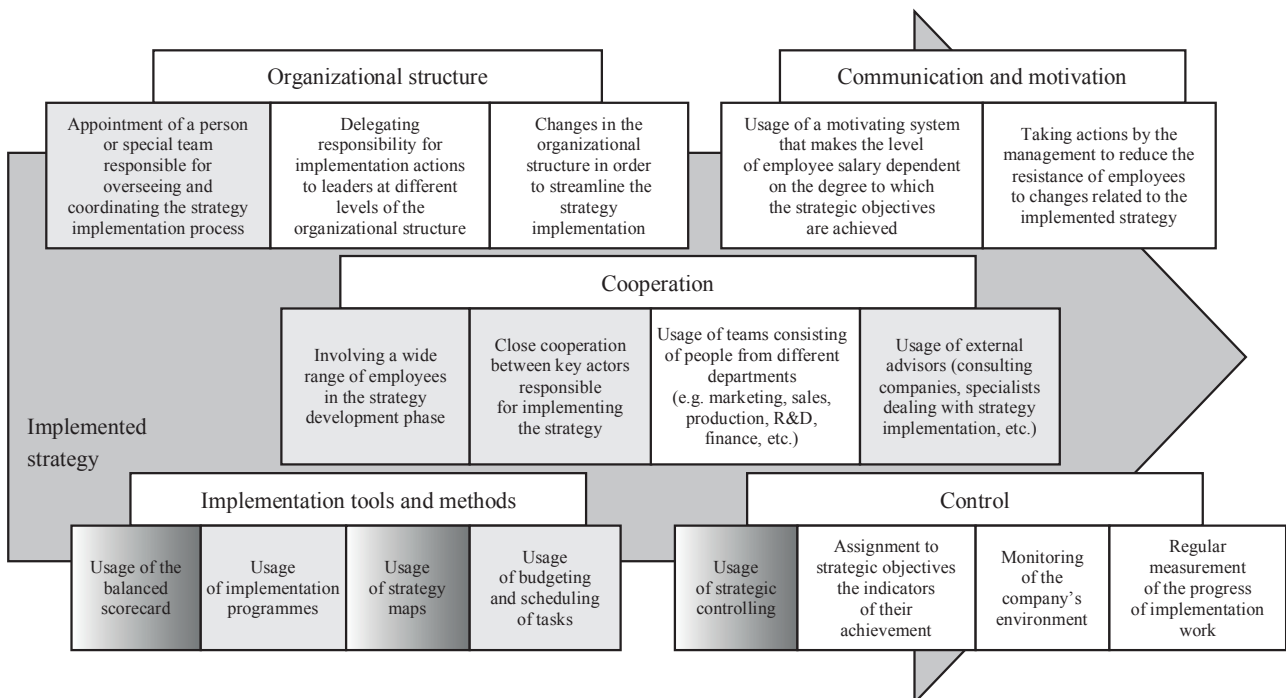 Organizational structure
Appointment of a person
or special team
responsible for
overseeing and
coordinating the strategy
implementation process
Delegating
responsibility for
implementation actions
to leaders at different
levels of the
organizational structure
Changes in the
organizational
structure in order
to streamline the
strategy
implementation
Communication and motivation
Usage of a motivating system
that makes the level
of employee salary dependent
on the degree to which
the strategic objectives
are achieved
Taking actions by the
management to reduce the
resistance of employees
to changes related to the
implemented strategy
Cooperation
Involving a wide
range of employees
in the strategy
development phase
Close cooperation
between key actors
responsible
for implementing
the strategy
Usage of teams consisting
of people from different
departments
(e.g. marketing, sales,
production, R&D,
finance, etc.)
Usage of external
advisors (consulting
companies, specialists
dealing with strategy
implementation, etc.)
Implemented
strategy
Implementation tools and methods
Usage of the
balanced
scorecard
Usage
of implementation
programmes
Usage
of strategy
maps
Usage
of budgeting
and scheduling
of tasks
Control
Usage
of strategic
controlling
Assignment to
strategic objectives
the indicators
of their
achievement
Monitoring
of the
company’s
environment
Regular
measurement
of the progress
of implementation
work